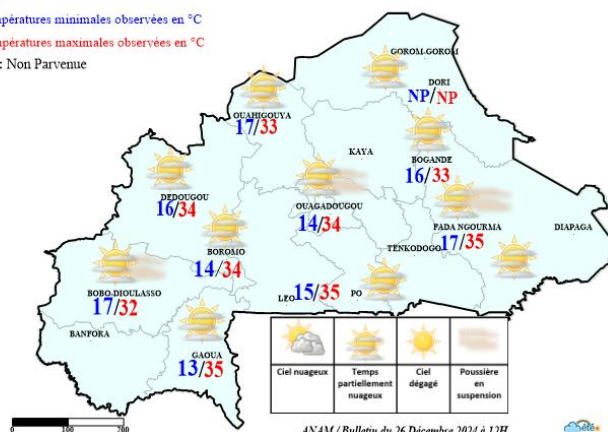 pératures minimales observées en °C
npératures maximales observées en °C
: Non Parvenue
GOROM-GOROM
DORI
NP/NP
OUAHIGOUYA
17/33
KAYA
BOGANDE
16/33
DEDOUGOU
16/34
OUAGADOUGOU
14/34
FADA NGOURMA
17/35
DIAPAGA
TENKODOGO
BOROMO
14/34
BOBO-DIOULASSO
17/32
LEO
15/35
PO
BANFORA
GAOUA
13/35
Ciel nuageux
Temps partiellement nuageux
Ciel dégagé
Poussière en suspension
0 100 200
ANAM / Bulletin du 26 Décembre 2024 à 12H